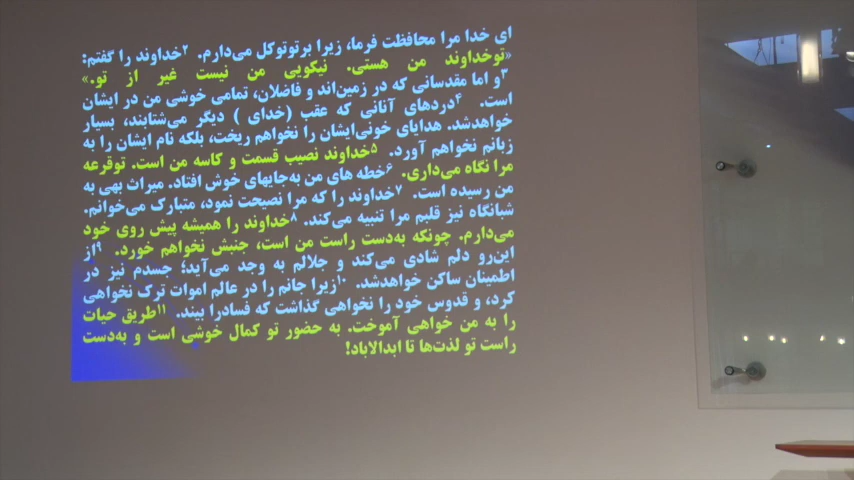 ای خدا مرا محافظت فرما، زیرا برتوتوکل می‌دارم. ۲خداوند را گفتم:
«توخداوند من هستی. نیکویی من نیست غیر از تو.»
۳و اما مقدسانی که در زمین‌اند و فاضلان، تمامی خوشی من در ایشان
است. ۴دردهای آنانی که عقب (خدای ) دیگر می‌شتابند، بسیار
خواهدشد. هدایای خونی‌ایشان را نخواهم ریخت، بلکه نام ایشان را به
زبانم نخواهم آورد. ۵خداوند نصیب قسمت و کاسه من است. توقرعه
مرا نگاه می‌داری. ۶خطه های من به‌جایهای خوش افتاد. میراث بهی به
من رسیده است. ۷خداوند را که مرا نصیحت نمود، متبارک می‌خوانم.
شبانگاه نیز قلبم مرا تنبیه می‌کند. ۸خداوند را همیشه پیش روی خود
می‌دارم. چونکه به‌دست راست من است، جنبش نخواهم خورد. ۹از
این‌رو دلم شادی می‌کند و جلالم به وجد می‌آید؛ جسدم نیز در
اطمینان ساکن خواهدشد. ۱۰زیرا جانم را در عالم اموات ترک نخواهی
کرد، و قدوس خود را نخواهی گذاشت که فسادرا بیند. ۱۱طریق حیات
را به من خواهی آموخت. به حضور تو کمال خوشی است و به‌دست
راست تو لذت‌ها تا ابدالاباد!